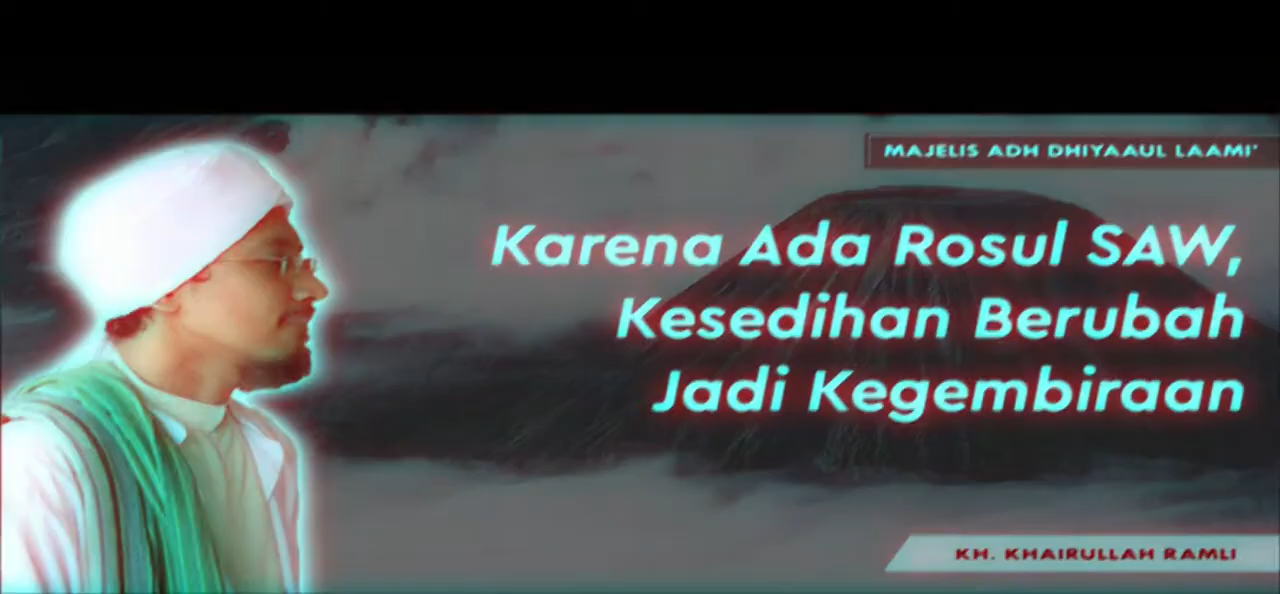 MAJELIS ADH DHIYAAUL LAAMI'
Karena Ada Rosul SAW,
Kesedihan Berubah
Jadi Kegembiraan
KH. KHAIRULLAH RAMLI